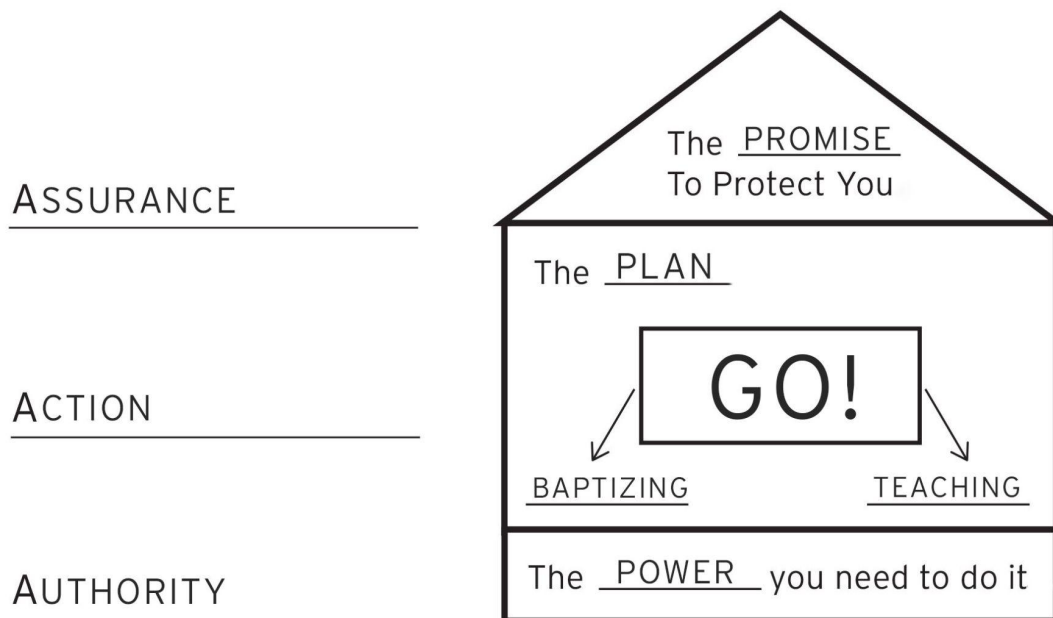 The PROMISE
To Protect You
ASSURANCE
The PLAN
GO!
ACTION
BAPTIZING TEACHING
AUTHORITY
The POWER you need to do it